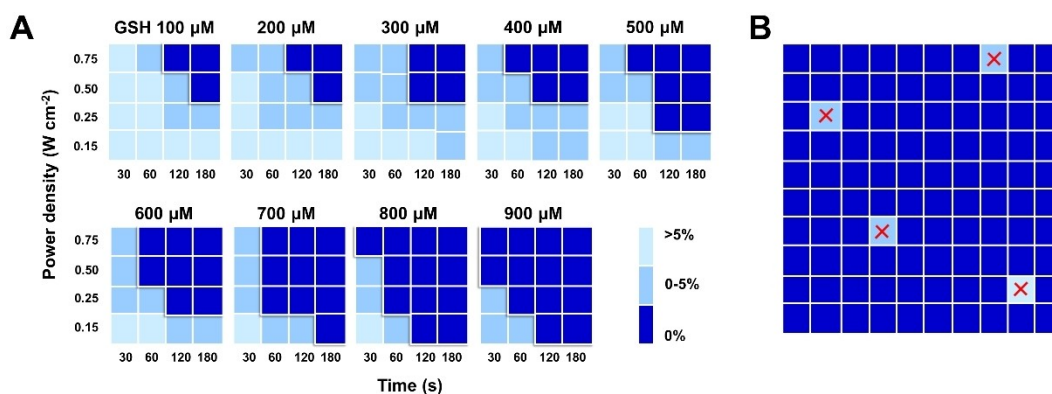 A
B
GSH 100 µM
200 µM
300 µM
400 µM
500 µM
Power density (W cm-2)
0.75
0.50
0.25
0.15
30 60 120 180
30 60 120 180
30 60 120 180
30 60 120 180
30 60 120 180
600 µM
700 µM
800 µM
900 µM
0.75
0.50
0.25
0.15
>5%
0-5%
0%
30 60 120 180
30 60 120 180
30 60 120 180
30 60 120 180
Time (s)